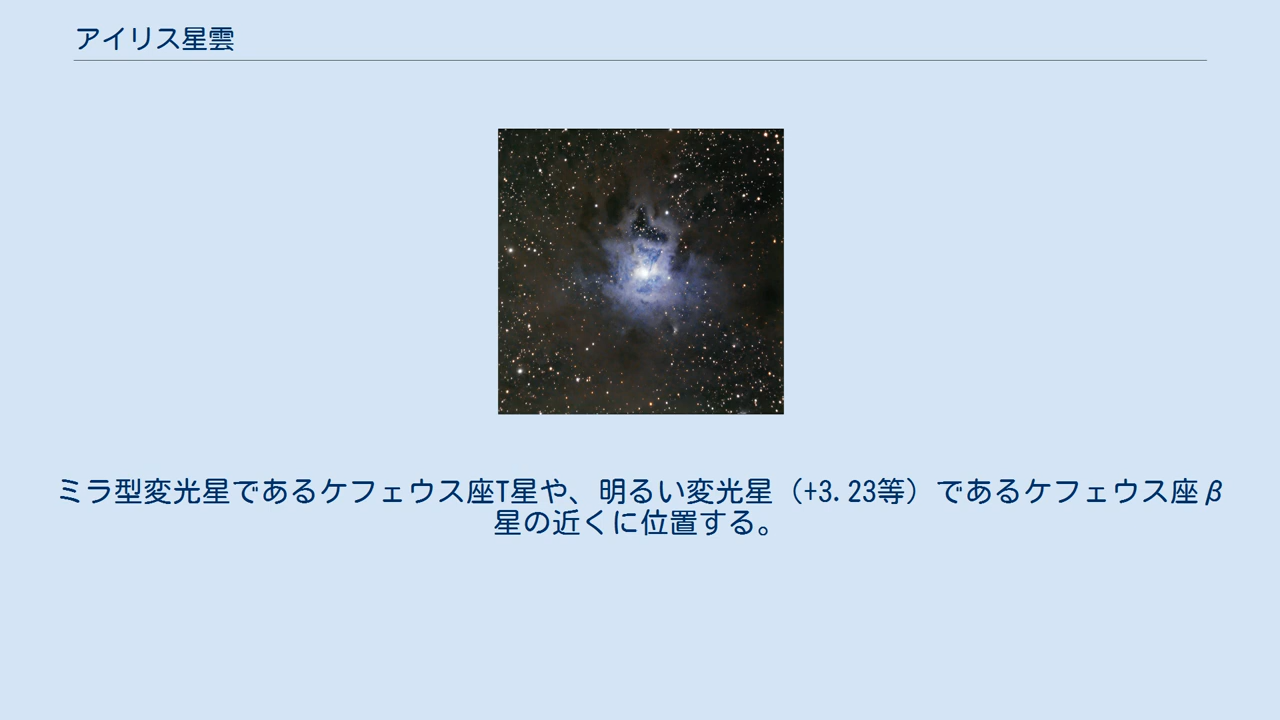 アイリス星雲
ミラ型変光星であるケフェウス座T星や、明るい変光星（+3.23等）であるケフェウス座β
星の近くに位置する。